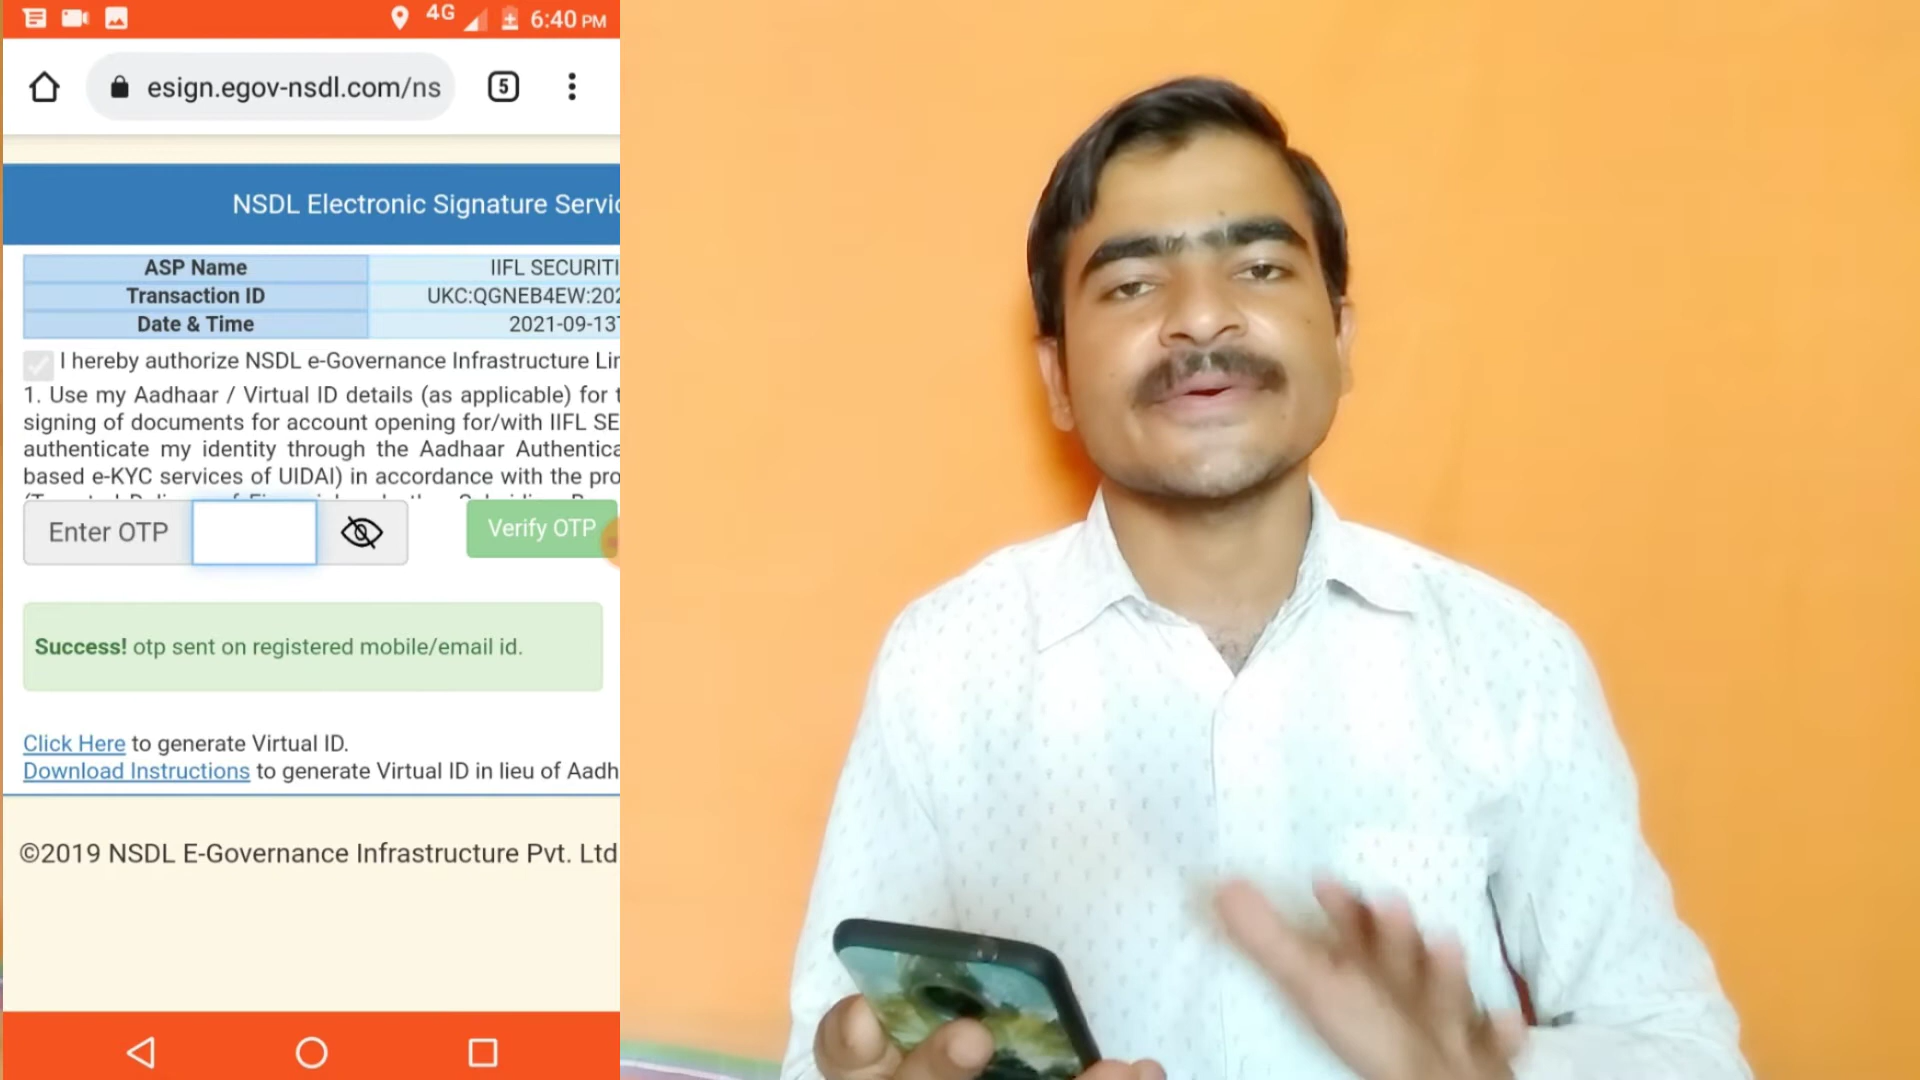 4G 6:40 PM
esign.egov-nsdl.com/ns
5
NSDL Electronic Signature Servic
ASP Name IIFL SECURITI
Transaction ID UKC:QGNEB4EW:202
Date & Time 2021-09-13
I hereby authorize NSDL e-Governance Infrastructure Lir
1. Use my Aadhaar / Virtual ID details (as applicable) for t
signing of documents for account opening for/with IIFL SE
authenticate my identity through the Aadhaar Authentica
based e-KYC services of UIDAI) in accordance with the pro
Enter OTP
Verify OTP
Success! otp sent on registered mobile/email id.
Click Here to generate Virtual ID.
Download Instructions to generate Virtual ID in lieu of Aadh
©2019 NSDL E-Governance Infrastructure Pvt. Ltd